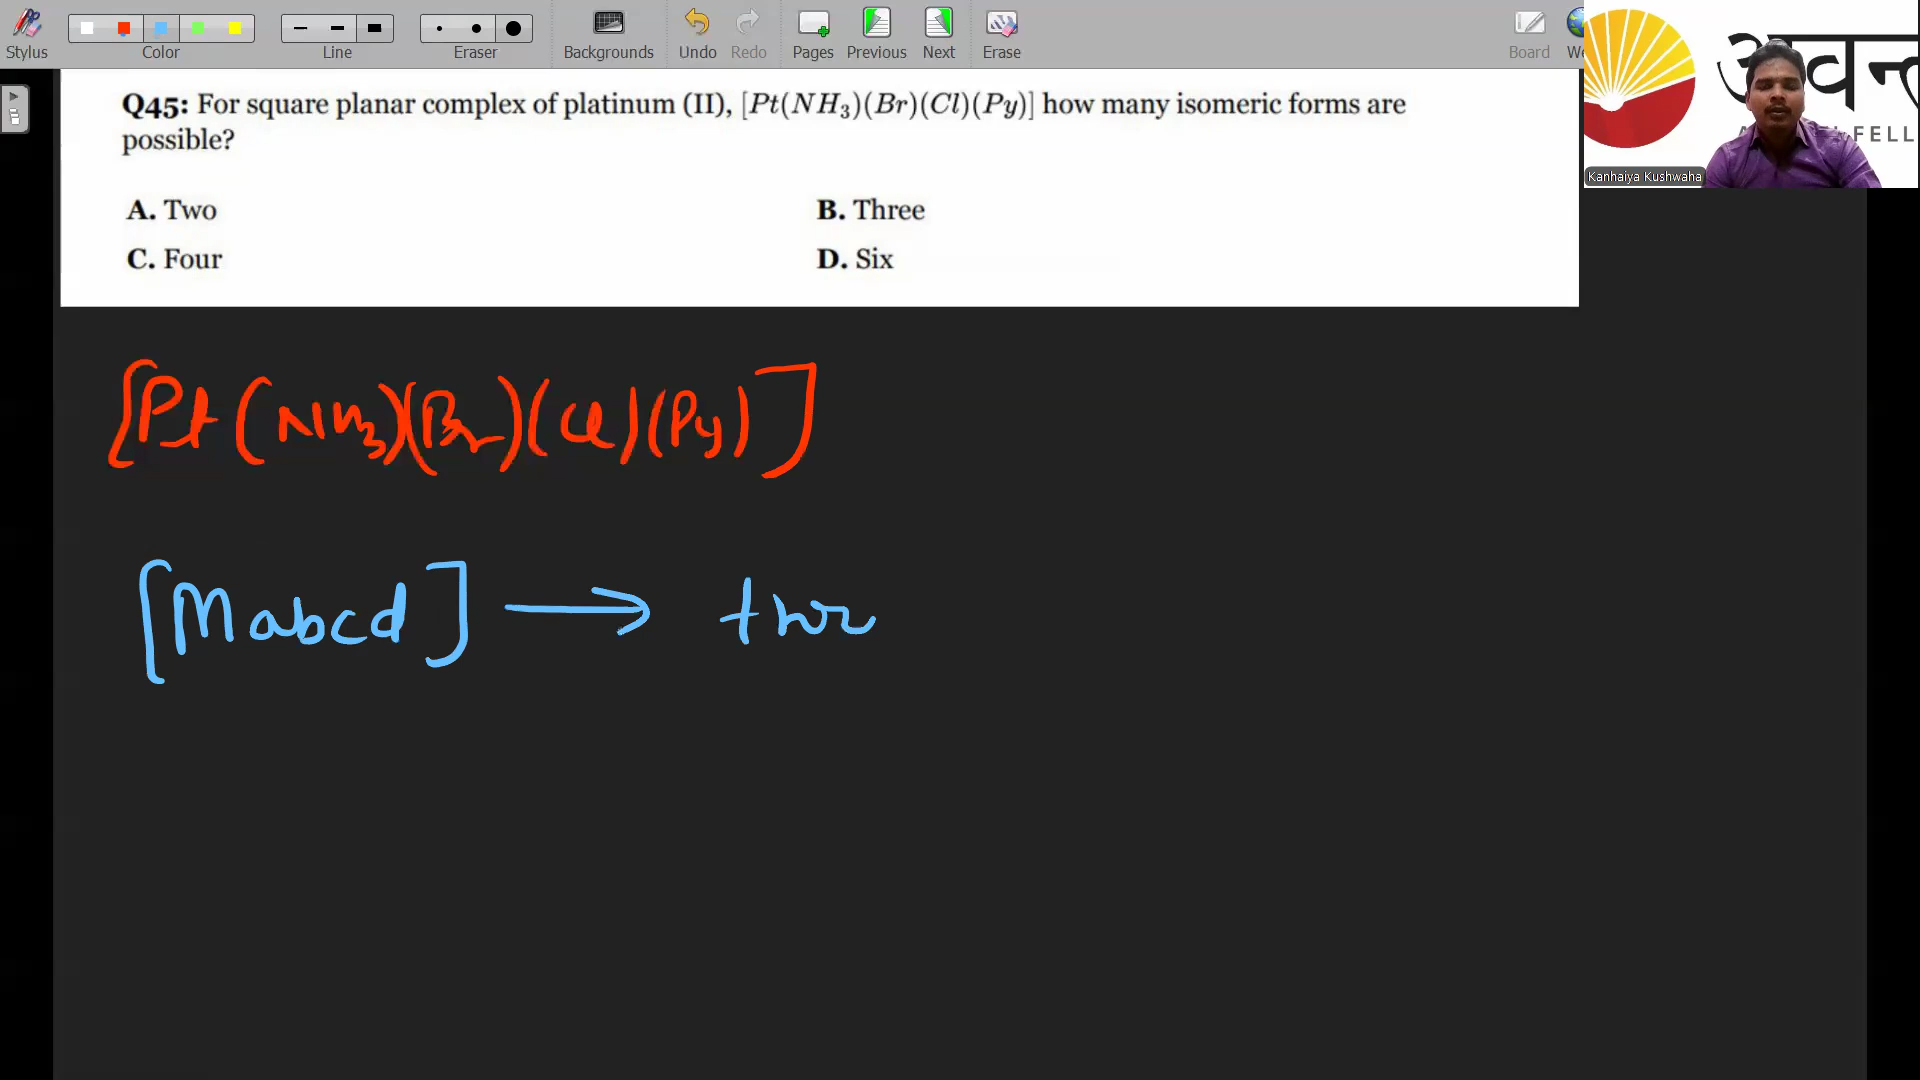 Stylus Color Line Eraser Backgrounds Undo Redo Pages Previous Next Erase Board
Q45: For square planar complex of platinum (II), [Pt(NH₃)(Br)(Cl)(Py)] how many isomeric forms are
possible?
A. Two
B. Three
C. Four
D. Six
Kanhaiya Kushwaha
[Pt(NH₃)(Br)(Cl)(Py)]
[Mabcd] →